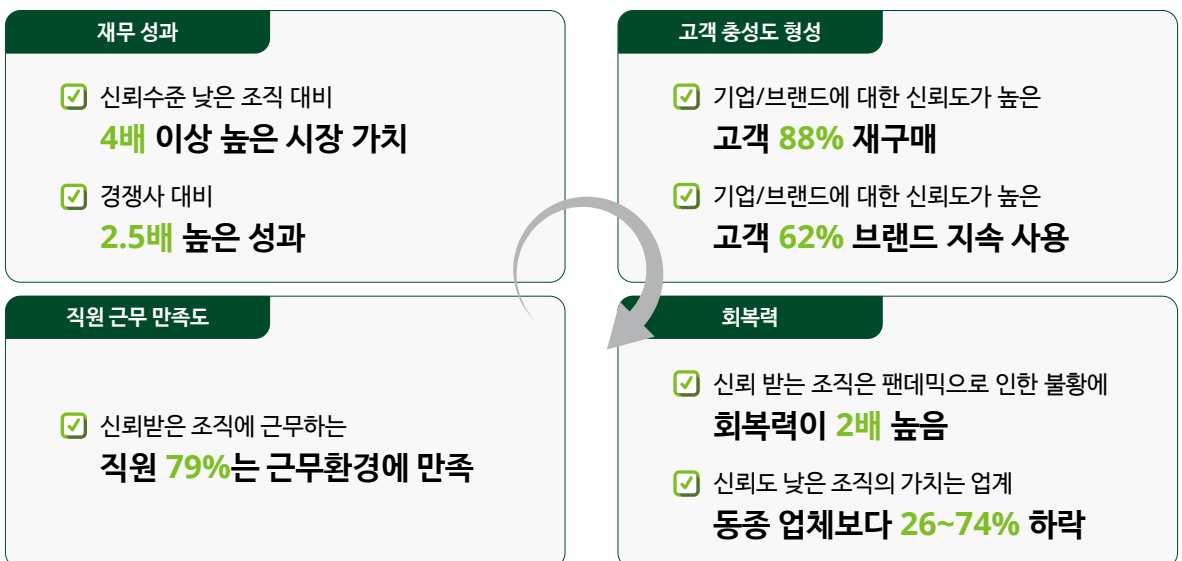 재무 성과
신뢰수준 낮은 조직 대비
4배 이상 높은 시장 가치
경쟁사 대비
2.5배 높은 성과
고객 충성도 형성
기업/브랜드에 대한 신뢰도가 높은
고객 88% 재구매
기업/브랜드에 대한 신뢰도가 높은
고객 62% 브랜드 지속 사용
직원 근무 만족도
신뢰받은 조직에 근무하는
직원 79%는 근무환경에 만족
회복력
신뢰 받는 조직은 팬데믹으로 인한 불황에
회복력이 2배 높음
신뢰도 낮은 조직의 가치는 업계
동종 업체보다 26~74% 하락